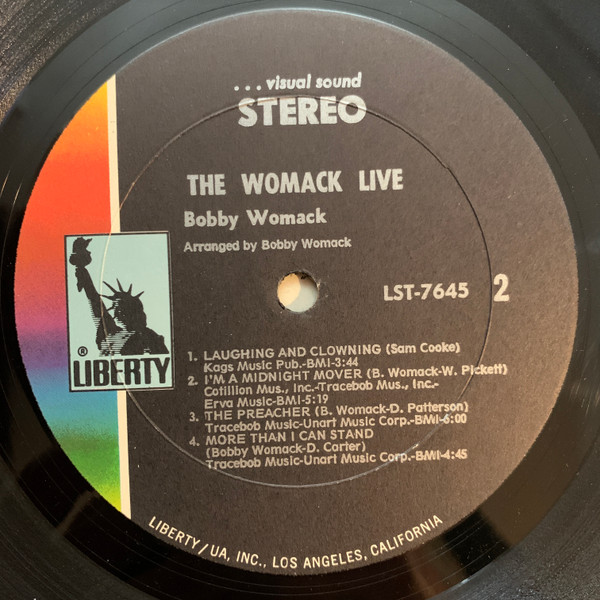 ...visual sound
STEREO
THE WOMACK LIVE
Bobby Womack
Arranged by Bobby Womack
LST-7645 2
® LIBERTY
1. LAUGHING AND CLOWNING (Sam Cooke)
Kags Music Pub.-BMI-3:44
2. I'M A MIDNIGHT MOVER (B. Womack-W. Pickett)
Cotillion Mus., Inc.-Tracebob Mus., Inc.-
Erva Music-BMI-5:19
3. THE PREACHER (B. Womack-D. Patterson)
Tracebob Music-Unart Music Corp.-BMI-6:00
4. MORE THAN I CAN STAND
(Bobby Womack-D. Carter)
Tracebob Music-Unart Music Corp.-BMI-4:45
LIBERTY/UA, INC., LOS ANGELES, CALIFORNIA